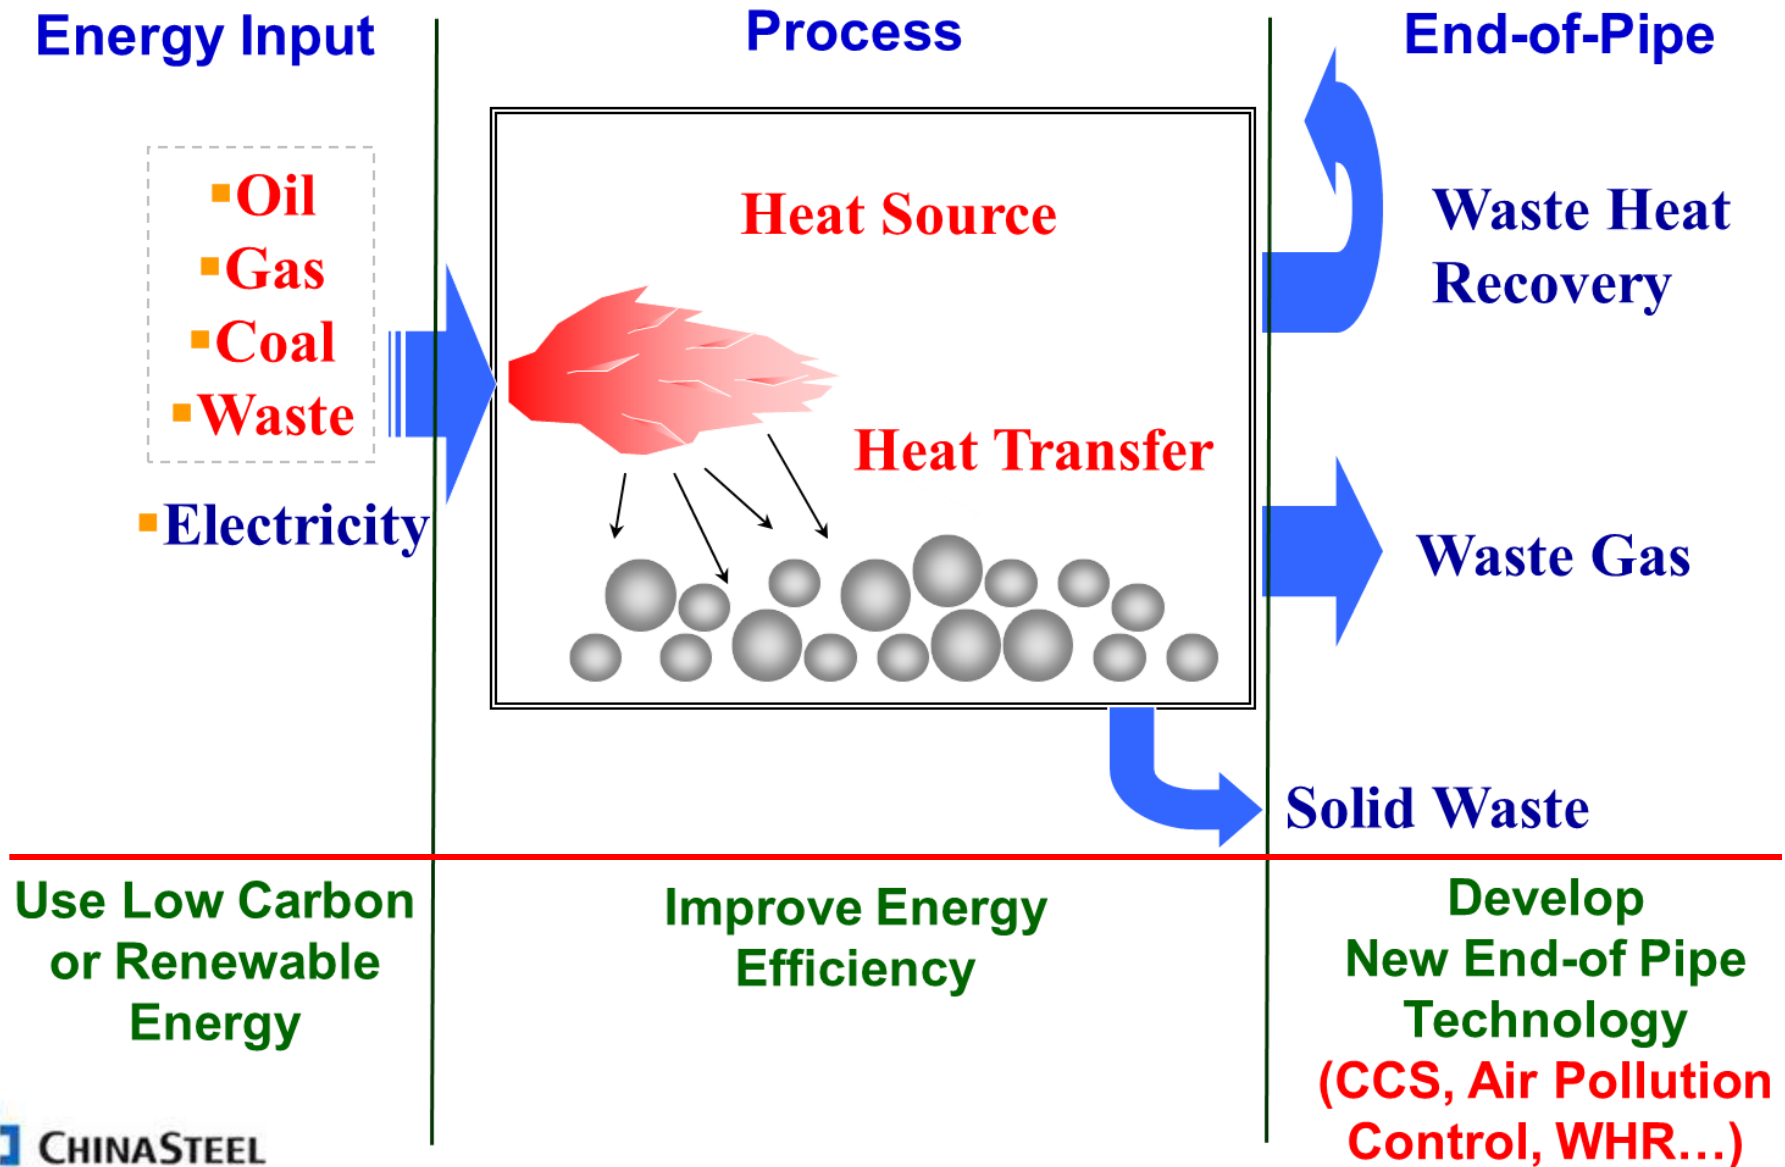 Energy Input
Process
End-of-Pipe
▪Oil
▪Gas
▪Coal
▪Waste
▪Electricity
Heat Source
Heat Transfer
Waste Heat
Recovery
Waste Gas
Solid Waste
Use Low Carbon
or Renewable
Energy
Improve Energy
Efficiency
Develop
New End-of Pipe
Technology
(CCS, Air Pollution
Control, WHR...)
CHINASTEEL